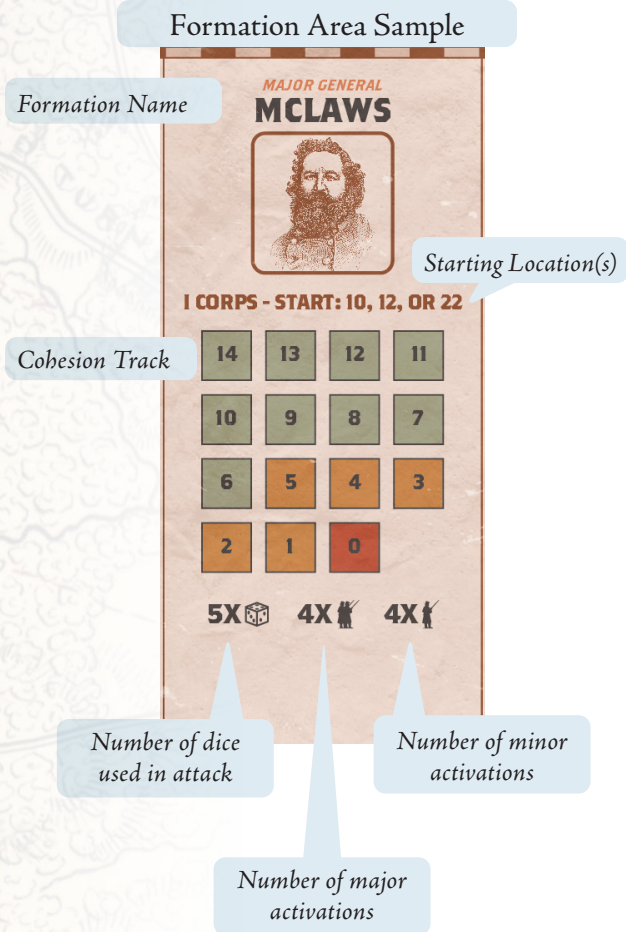 Formation Area Sample
Formation Name
MAJOR GENERAL
MCLAWS
Starting Location(s)
I CORPS - START: 10, 12, OR 22
Cohesion Track
14 13 12 11
10 9 8 7
6 5 4 3
2 1 0
5X 4X 4X
Number of dice
used in attack
Number of minor
activations
Number of major
activations